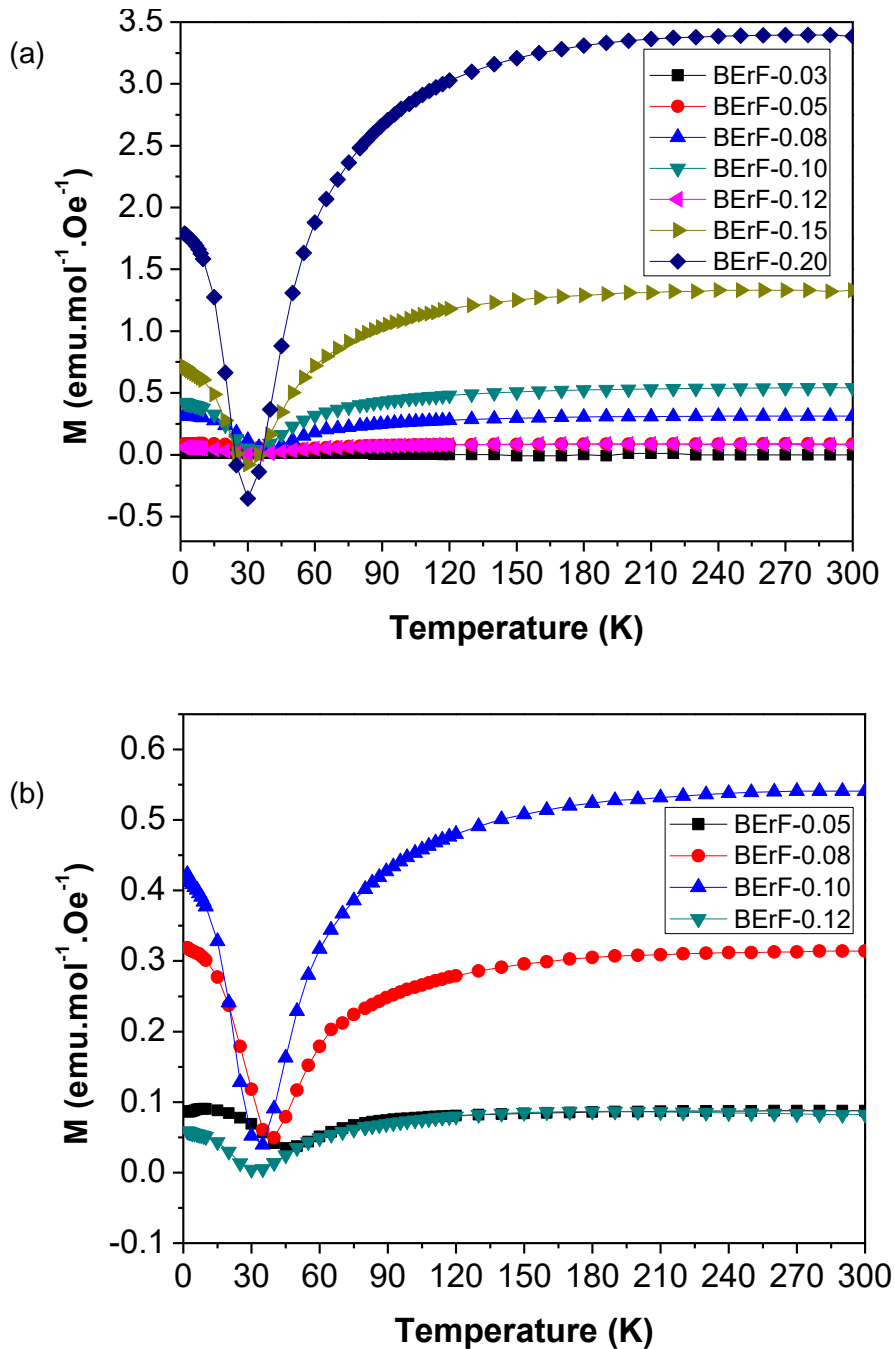 (a)
3.5
3.0
2.5
2.0
1.5
1.0
0.5
0.0
-0.5
M (emu.mol⁻¹.Oe⁻¹)
BErF-0.03
BErF-0.05
BErF-0.08
BErF-0.10
BErF-0.12
BErF-0.15
BErF-0.20
0 30 60 90 120 150 180 210 240 270 300
Temperature (K)
(b)
0.6
0.5
0.4
0.3
0.2
0.1
0.0
-0.1
M (emu.mol⁻¹.Oe⁻¹)
BErF-0.05
BErF-0.08
BErF-0.10
BErF-0.12
0 30 60 90 120 150 180 210 240 270 300
Temperature (K)